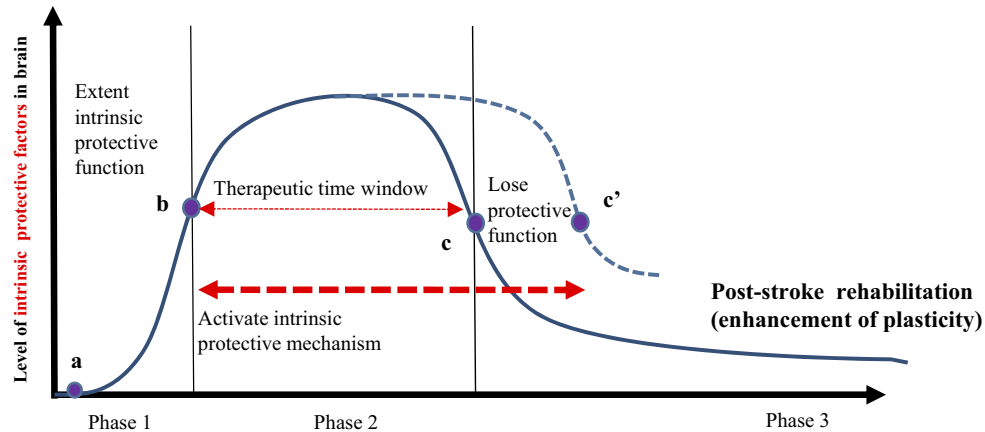 Level of intrinsic protective factors in brain
Extent
intrinsic
protective
function
b
Therapeutic time window
c
Lose
protective
function
c’
Activate intrinsic
protective mechanism
Post-stroke rehabilitation
(enhancement of plasticity)
a
Phase 1
Phase 2
Phase 3